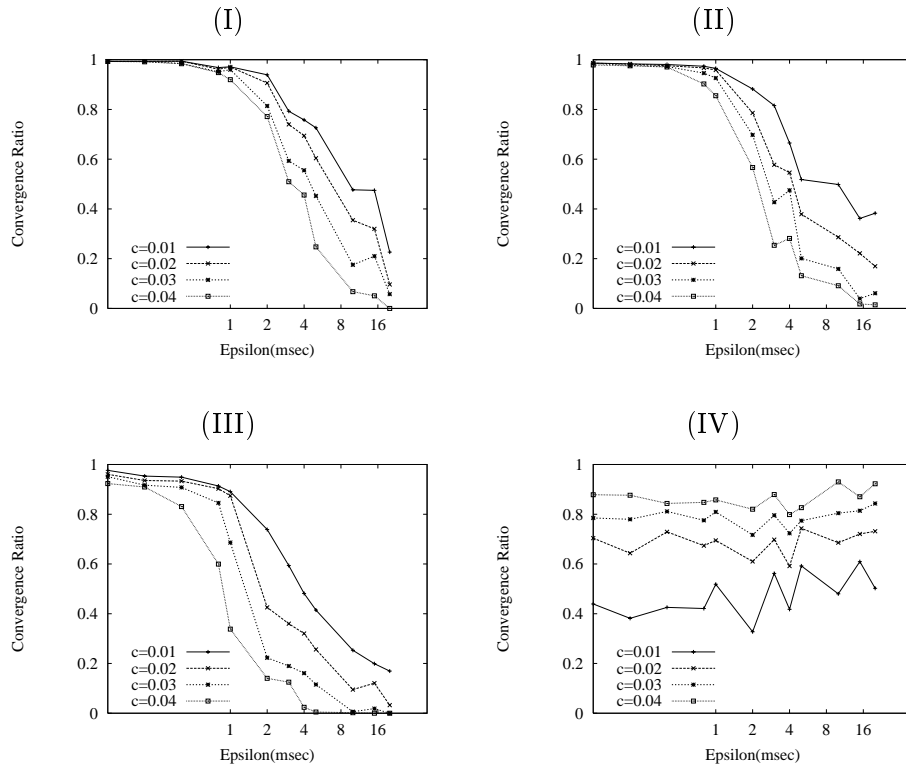 (I)
Convergence Ratio
1
0.8
0.6
0.4
0.2
0
c=0.01
c=0.02
c=0.03
c=0.04
1 2 4 8 16
Epsilon(msec)
(II)
Convergence Ratio
1
0.8
0.6
0.4
0.2
0
c=0.01
c=0.02
c=0.03
c=0.04
1 2 4 8 16
Epsilon(msec)
(III)
Convergence Ratio
1
0.8
0.6
0.4
0.2
0
c=0.01
c=0.02
c=0.03
c=0.04
1 2 4 8 16
Epsilon(msec)
(IV)
Convergence Ratio
1
0.8
0.6
0.4
0.2
0
c=0.01
c=0.02
c=0.03
c=0.04
1 2 4 8 16
Epsilon(msec)